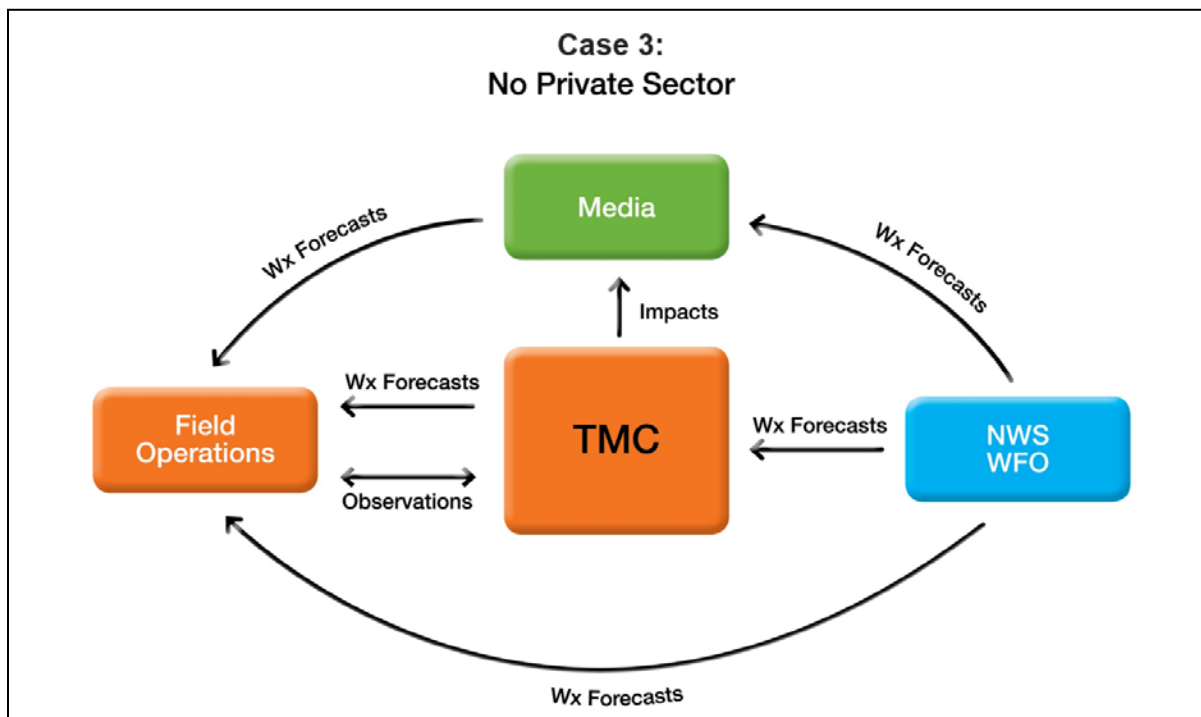 Case 3:
No Private Sector
Media
Wx Forecasts
Wx Forecasts
Impacts
Wx Forecasts
Field
Operations
TMC
Wx Forecasts
NWS
WFO
Observations
Wx Forecasts